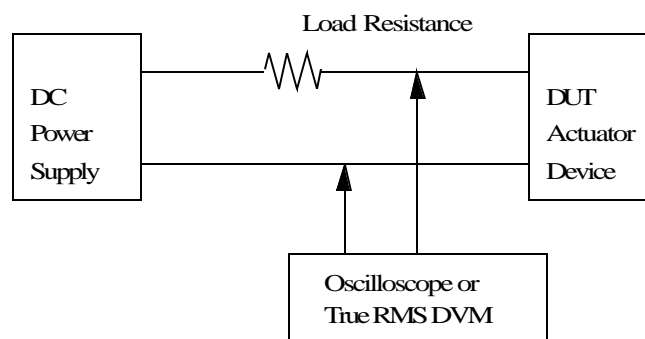 Load Resistance
DC
Power
Supply
DUT
Actuator
Device
Oscilloscope or
True RMS DVM